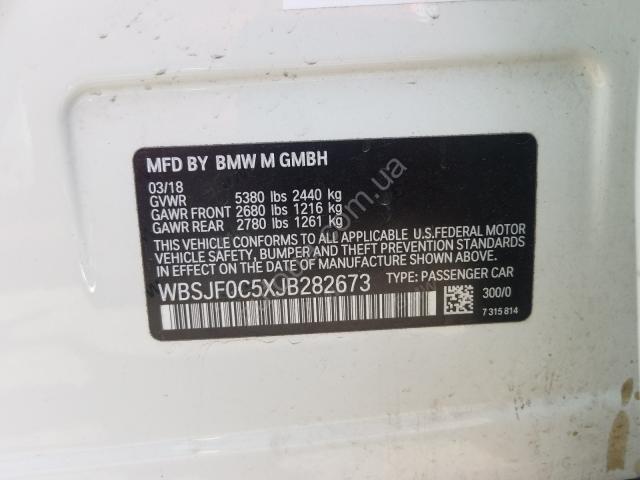 MFD BY BMW M GMBH
03/18
GVWR 5380 lbs 2440 kg
GAWR FRONT 2680 lbs 1216 kg
GAWR REAR 2780 lbs 1261 kg
THIS VEHICLE CONFORMS TO ALL APPLICABLE U.S.FEDERAL MOTOR
VEHICLE SAFETY, BUMPER AND THEFT PREVENTION STANDARDS
IN EFFECT ON THE DATE OF MANUFACTURE SHOWN ABOVE.
WBSJF0C5XJB282673 TYPE: PASSENGER CAR
300/0
7 315 814